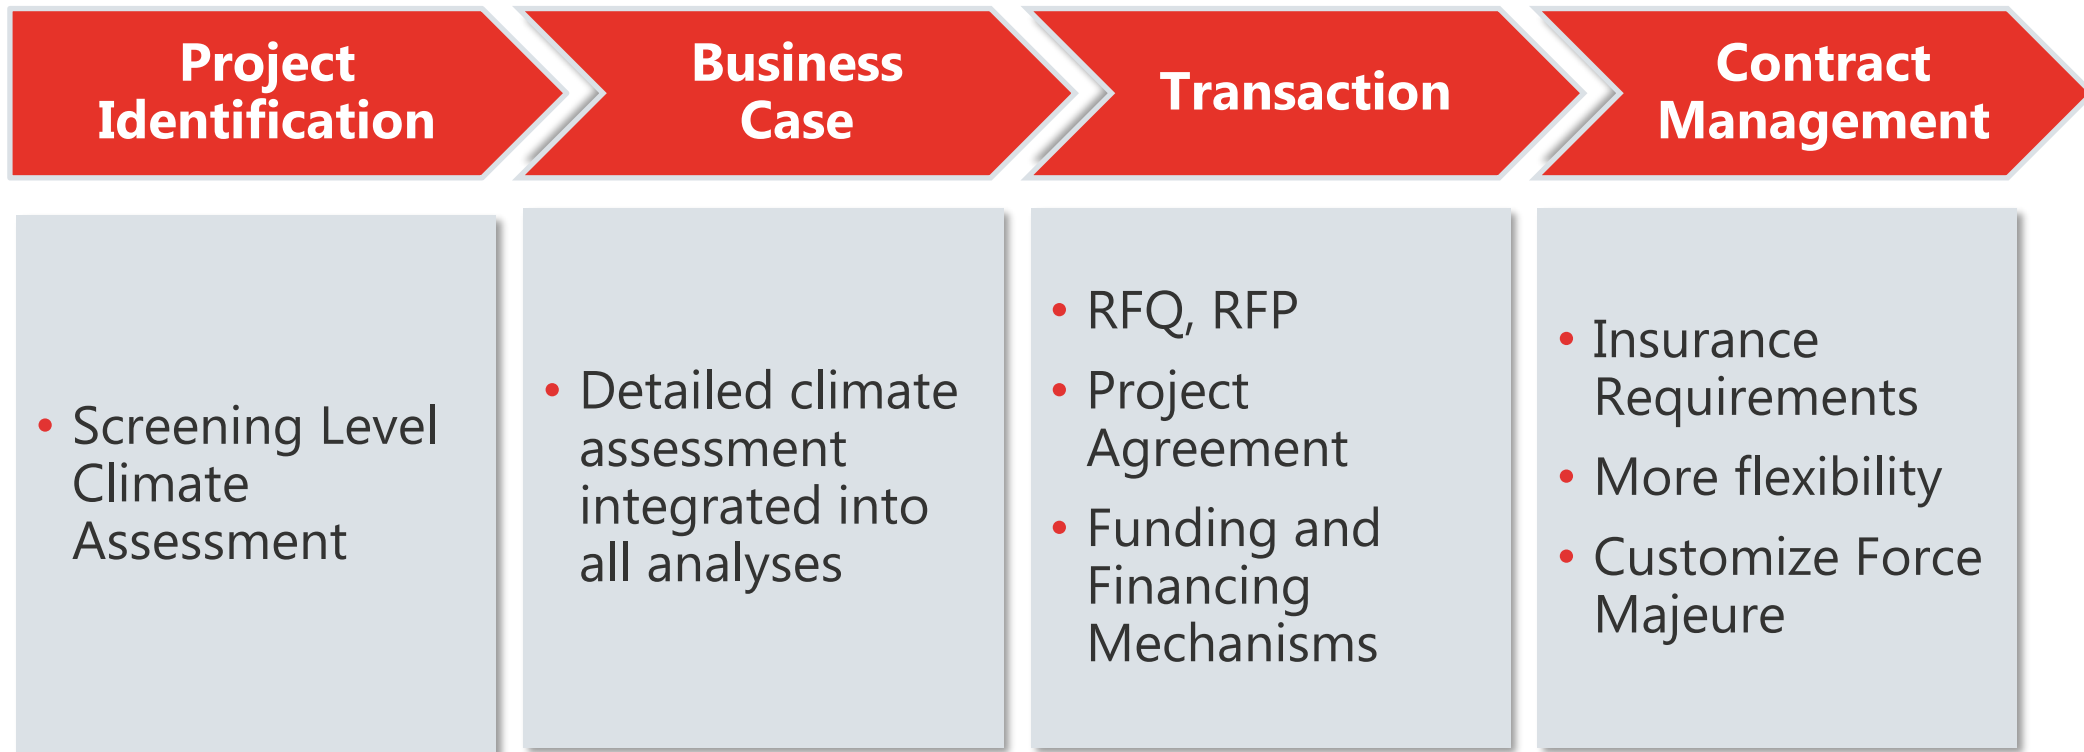 Project
Identification
Business
Case
Transaction
Contract
Management
• Screening Level
Climate
Assessment
• Detailed climate
assessment
integrated into
all analyses
• RFQ, RFP
• Project
Agreement
• Funding and
Financing
Mechanisms
• Insurance
Requirements
• More flexibility
• Customize Force
Majeure